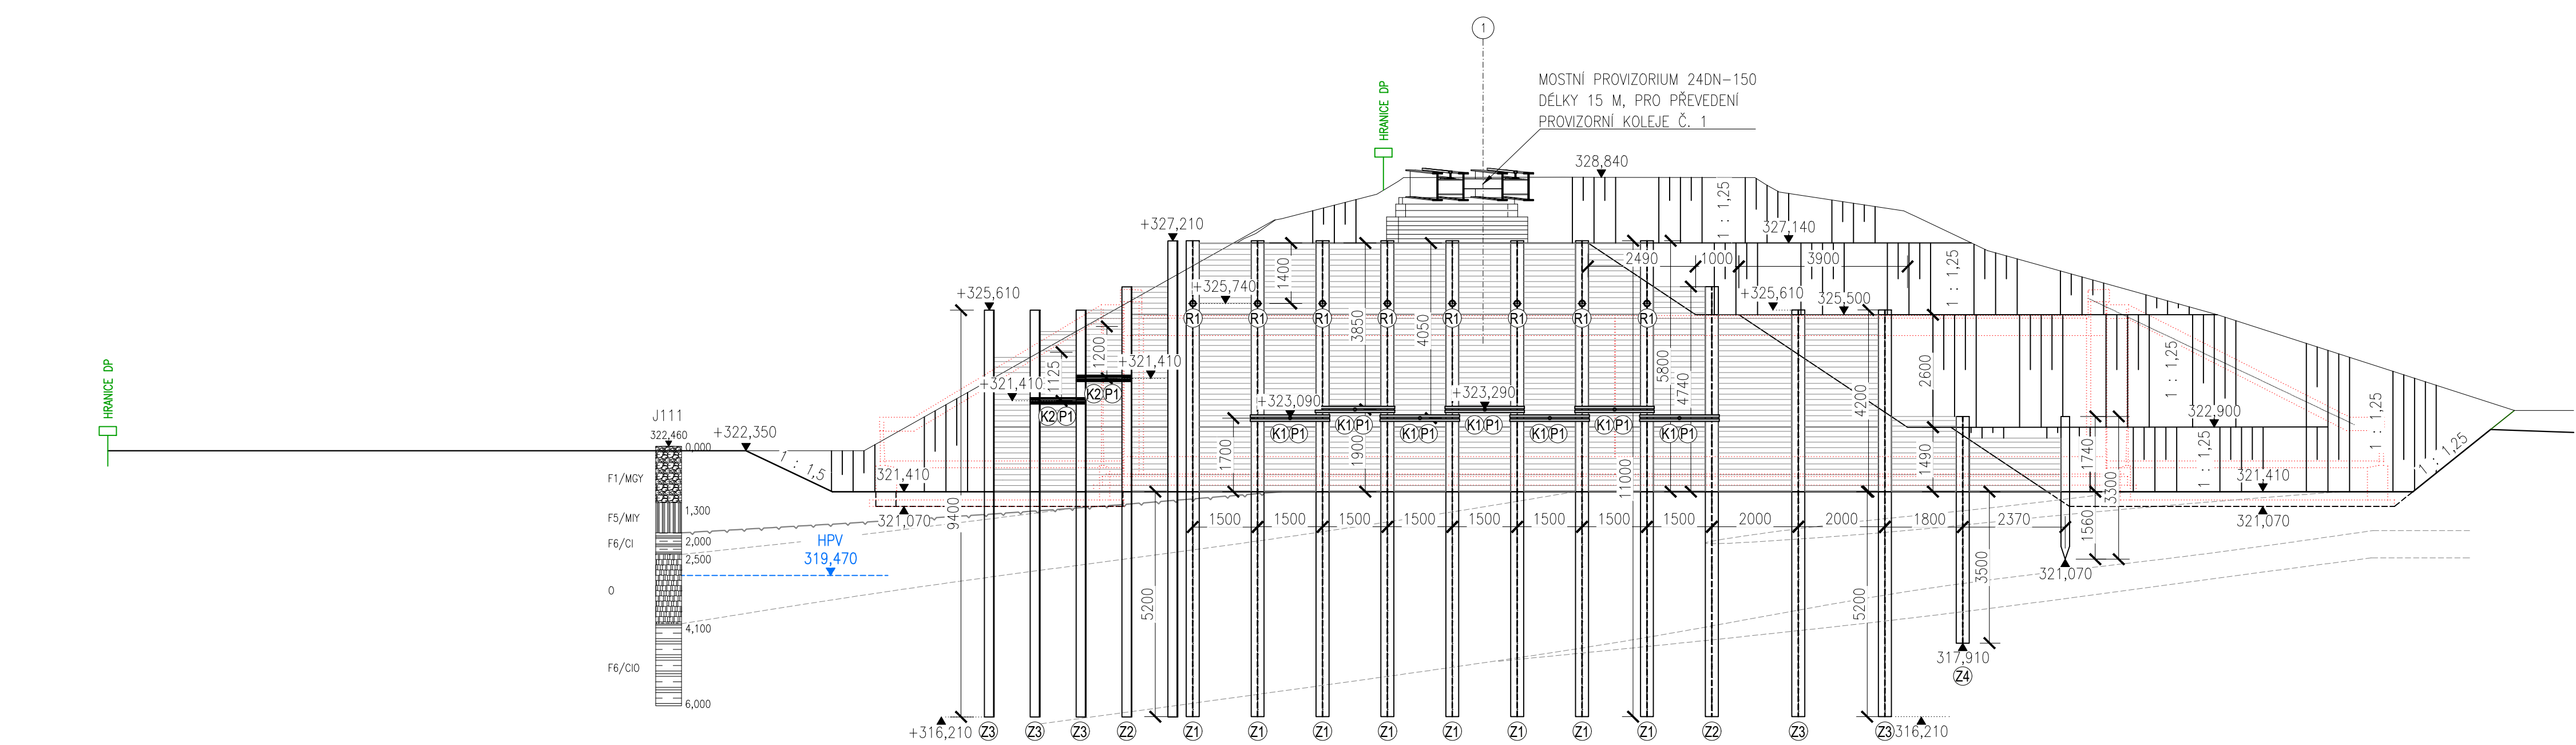 1
MOSTNÍ PROVIZORIUM 24DN-150
DÉLKY 15 M, PRO PŘEVEDENÍ
PROVIZORNÍ KOLEJE Č. 1
HRANICE DP
328,840
1 : 1,25
+327,210
327,140
2490
1000
3900
1 : 1,25
1400
+325,740
+325,610
+325,610
325,500
R1
R1
R1
R1
R1
R1
R1
R1
3850
4050
5800
4740
4200
2600
1 : 1,25
1 : 1,25
1200
1125
+321,410
+321,410
K2
P1
K2
P1
HRANICE DP
J111
322,460
0,000
+322,350
1 : 1,5
+323,090
+323,290
K1
P1
K1
P1
K1
P1
K1
P1
K1
P1
K1
P1
K1
P1
322,900
1700
1900
11000
1490
1740
3300
1 : 1,25
1 : 1,25
321,410
321,410
F1/MGY
1,300
F5/MIY
F6/CI
2,000
2,500
O
4,100
F6/CIO
6,000
321,070
321,070
HPV
319,470
9400
1500
1500
1500
1500
1500
1500
1500
1500
2000
2000
1800
2370
1560
3500
321,070
5200
5200
317,910
Z4
+316,210
Z3
Z3
Z3
Z2
Z1
Z1
Z1
Z1
Z1
Z1
Z1
Z1
Z2
Z3
Z3
316,210